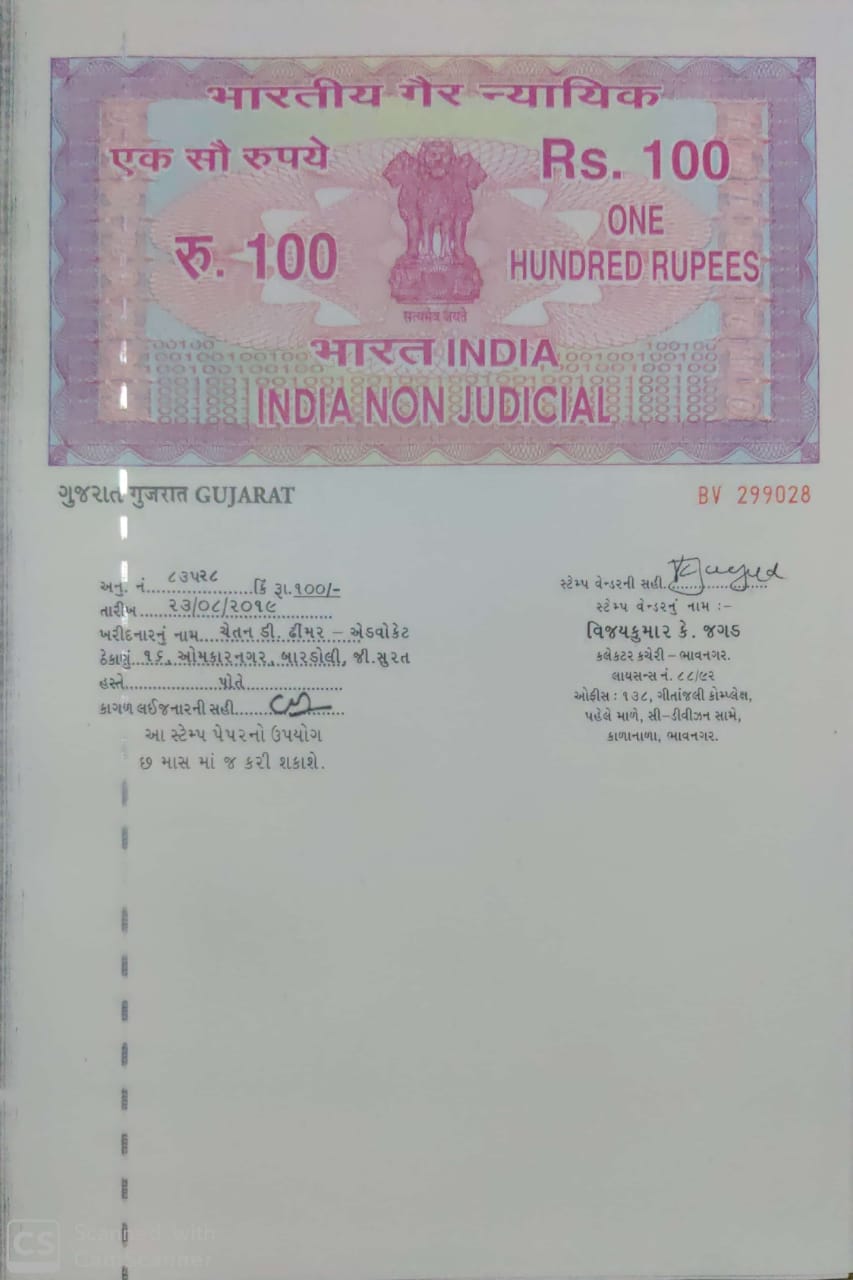 भारतीय गैर न्यायिक
एक सौ रुपये
Rs. 100
रु. 100
ONE
HUNDRED RUPEES
सत्यमेव जयते
भारत INDIA
INDIA NON JUDICIAL
ગુજરાત गुजरात GUJARAT
BV 299028
અનુ. નં. ૮૩૫૨૮ કિં રૂા.૧૦૦/-
તારીખ ૨૩/૦૮/૨૦૧૯
ખરીદનારનું નામ ચેતન ડી. ઢીમર – એડવોકેટ
ઠેકાણું ૧૬, ઓમકારનગર, બારડોલી, જી.સુરત
હસ્તે પોતે
કાગળ લઈજનારની સહી
આ સ્ટેમ્પ પેપરનો ઉપયોગ
છ માસ માં જ કરી શકાશે.
સ્ટેમ્પ વેન્ડરની સહી
સ્ટેમ્પ વેન્ડરનું નામ :-
વિજયકુમાર કે. જગડ
કલેકટર કચેરી – ભાવનગર.
લાયસન્સ નં. ૮૮/૯૨
ઓફીસ : ૧૩૮, ગીતાંજલી કોમ્પ્લેક્ષ,
પહેલે માળે, સી-ડીવીઝન સામે,
કાળાનાળા, ભાવનગર.
CS Scanned with
CamScanner